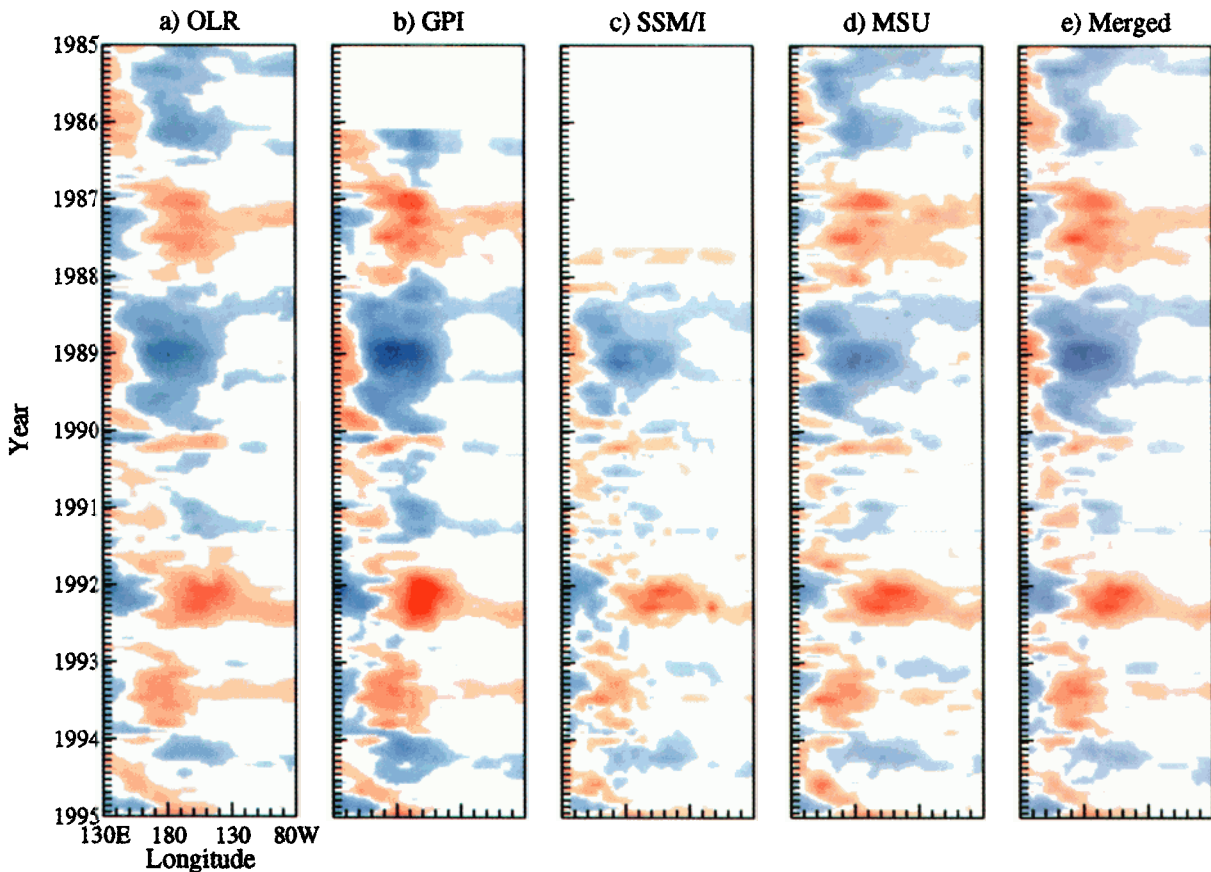 a) OLR
b) GPI
c) SSM/I
d) MSU
e) Merged
1985
1986
1987
1988
1989
1990
1991
1992
1993
1994
1995
Year
130E 180 130 80W
Longitude